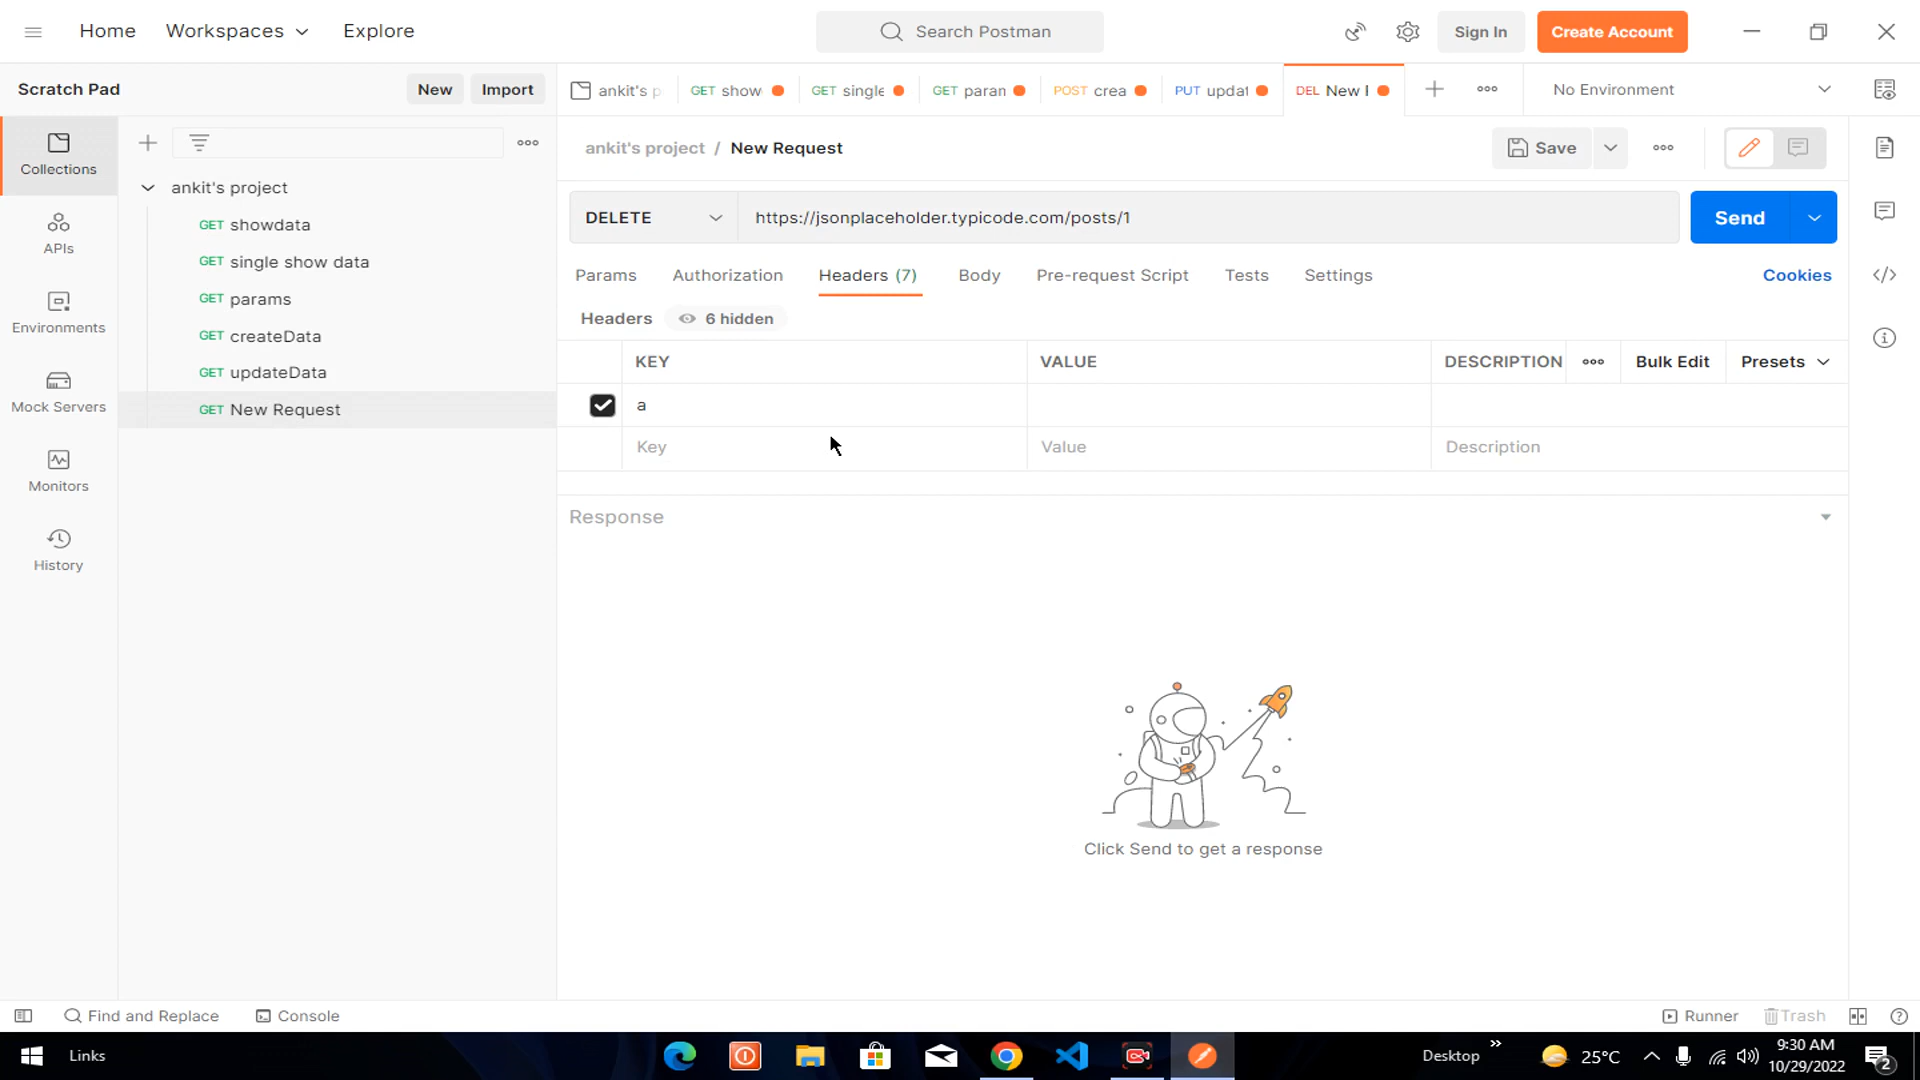 Home Workspaces Explore Search Postman Sign In Create Account
Scratch Pad New Import ankit's p GET show GET single GET paran POST crea PUT updat DEL New No Environment
Collections
APIs
Environments
Mock Servers
Monitors
History
ankit's project
GET showdata
GET single show data
GET params
GET createData
GET updateData
GET New Request
ankit's project / New Request Save
DELETE https://jsonplaceholder.typicode.com/posts/1 Send
Params Authorization Headers (7) Body Pre-request Script Tests Settings Cookies
Headers 6 hidden
KEY VALUE DESCRIPTION Bulk Edit Presets
a
Key Value Description
Response
Click Send to get a response
Find and Replace Console Runner Trash
Links Desktop 25°C 9:30 AM
10/29/2022 2